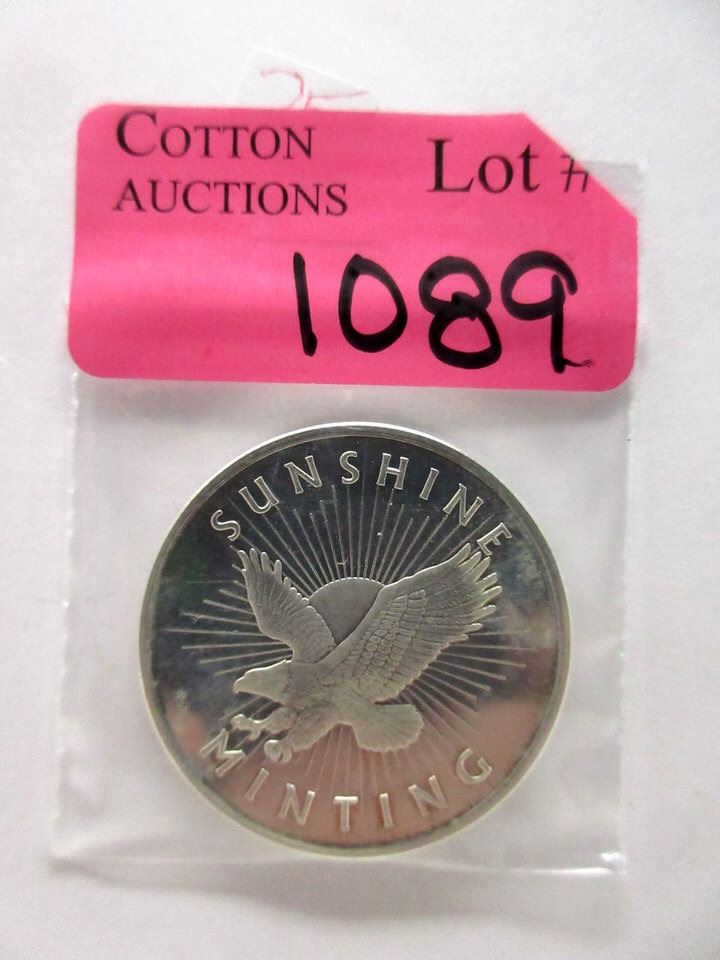 COTTON
AUCTIONS
Lot #
1089
SUNSHINE
MINTING